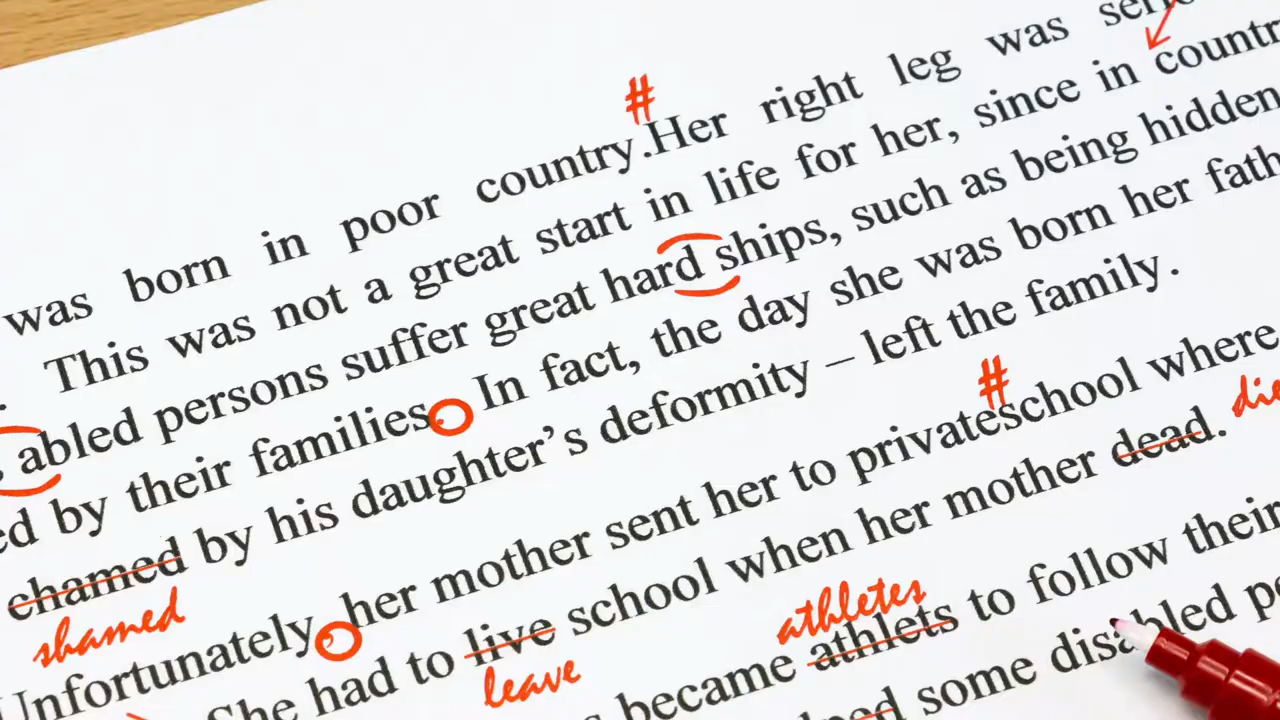 #
was born in poor country.Her right leg was
This was not a great start in life for her, since in
abled persons suffer great hard ships, such as being hidden
by their families. In fact, the day she was born her
chamed by his daughter's deformity – left the family.
shamed
#
Unfortunately, her mother sent her to privateschool where
She had to live school when her mother dead.
leave
athletes
became athlets to follow their
some disabled